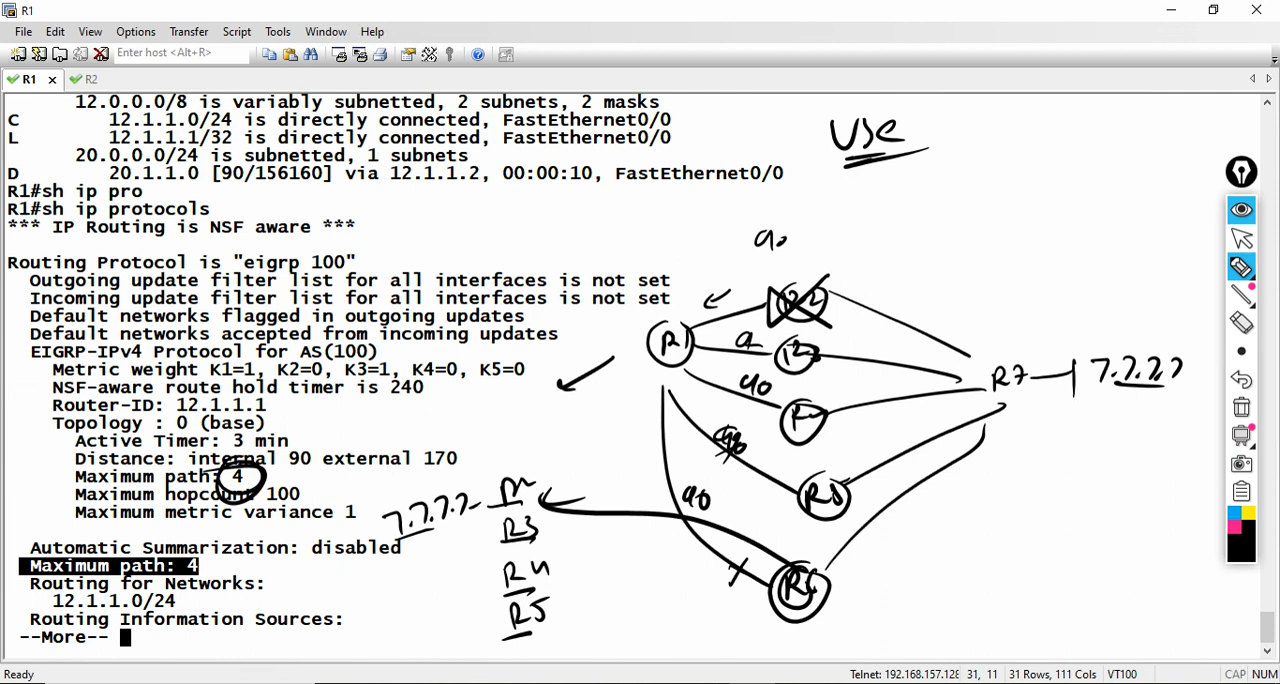 R1
File Edit View Options Transfer Script Tools Window Help
Enter host <Alt+R>
R1 R2
12.0.0.0/8 is variably subnetted, 2 subnets, 2 masks
C 12.1.1.0/24 is directly connected, FastEthernet0/0
L 12.1.1.1/32 is directly connected, FastEthernet0/0
20.0.0.0/24 is subnetted, 1 subnets
D 20.1.1.0 [90/156160] via 12.1.1.2, 00:00:10, FastEthernet0/0
R1#sh ip pro
R1#sh ip protocols
*** IP Routing is NSF aware ***
Routing Protocol is "eigrp 100"
Outgoing update filter list for all interfaces is not set
Incoming update filter list for all interfaces is not set
Default networks flagged in outgoing updates
Default networks accepted from incoming updates
EIGRP-IPv4 Protocol for AS(100)
Metric weight K1=1, K2=0, K3=1, K4=0, K5=0
NSF-aware route hold timer is 240
Router-ID: 12.1.1.1
Topology : 0 (base)
Active Timer: 3 min
Distance: internal 90 external 170
Maximum path: 4
Maximum hopcount 100
Maximum metric variance 1
Automatic Summarization: disabled
Maximum path: 4
Routing for Networks:
12.1.1.0/24
Routing Information Sources:
--More--
USE
90
R1
90
R7
7.7.7.7
R5
90
7.7.7.7
R3
R4
R5
Ready Telnet: 192.168.157.128 31, 11 31 Rows, 111 Cols VT100 CAP NUM